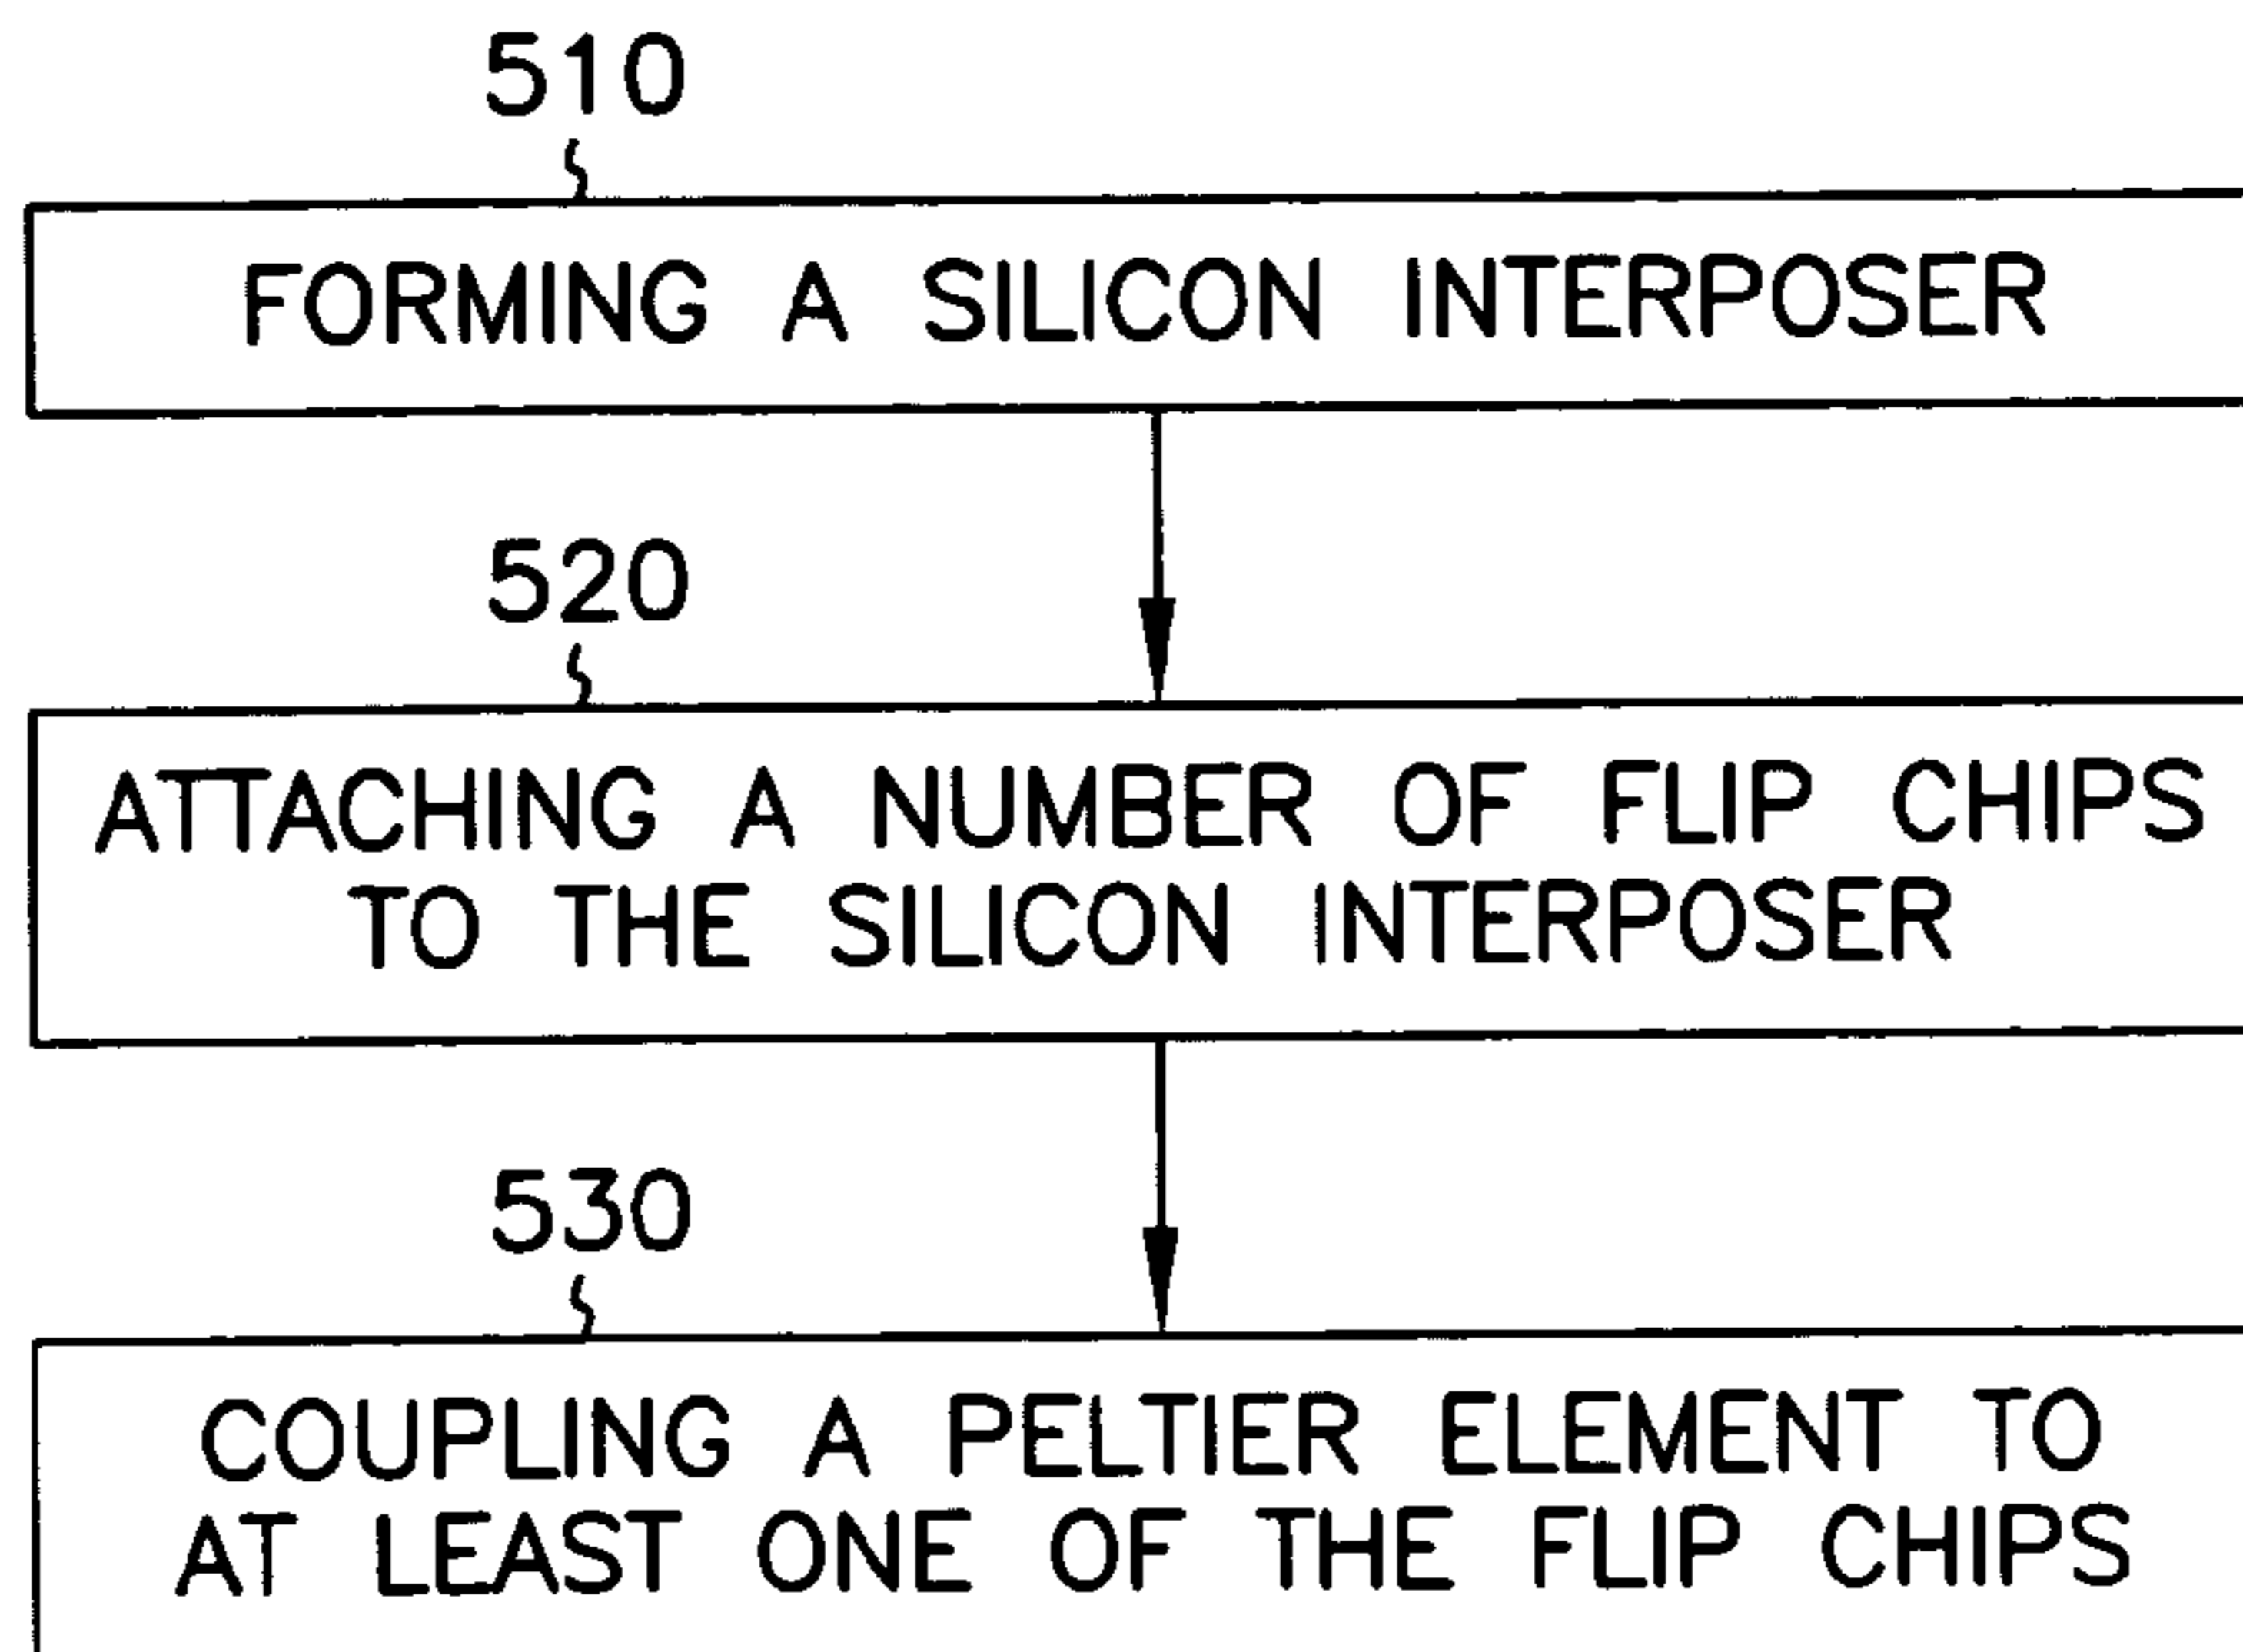 510
FORMING A SILICON INTERPOSER
520
ATTACHING A NUMBER OF FLIP CHIPS
TO THE SILICON INTERPOSER
530
COUPLING A PELTIER ELEMENT TO
AT LEAST ONE OF THE FLIP CHIPS